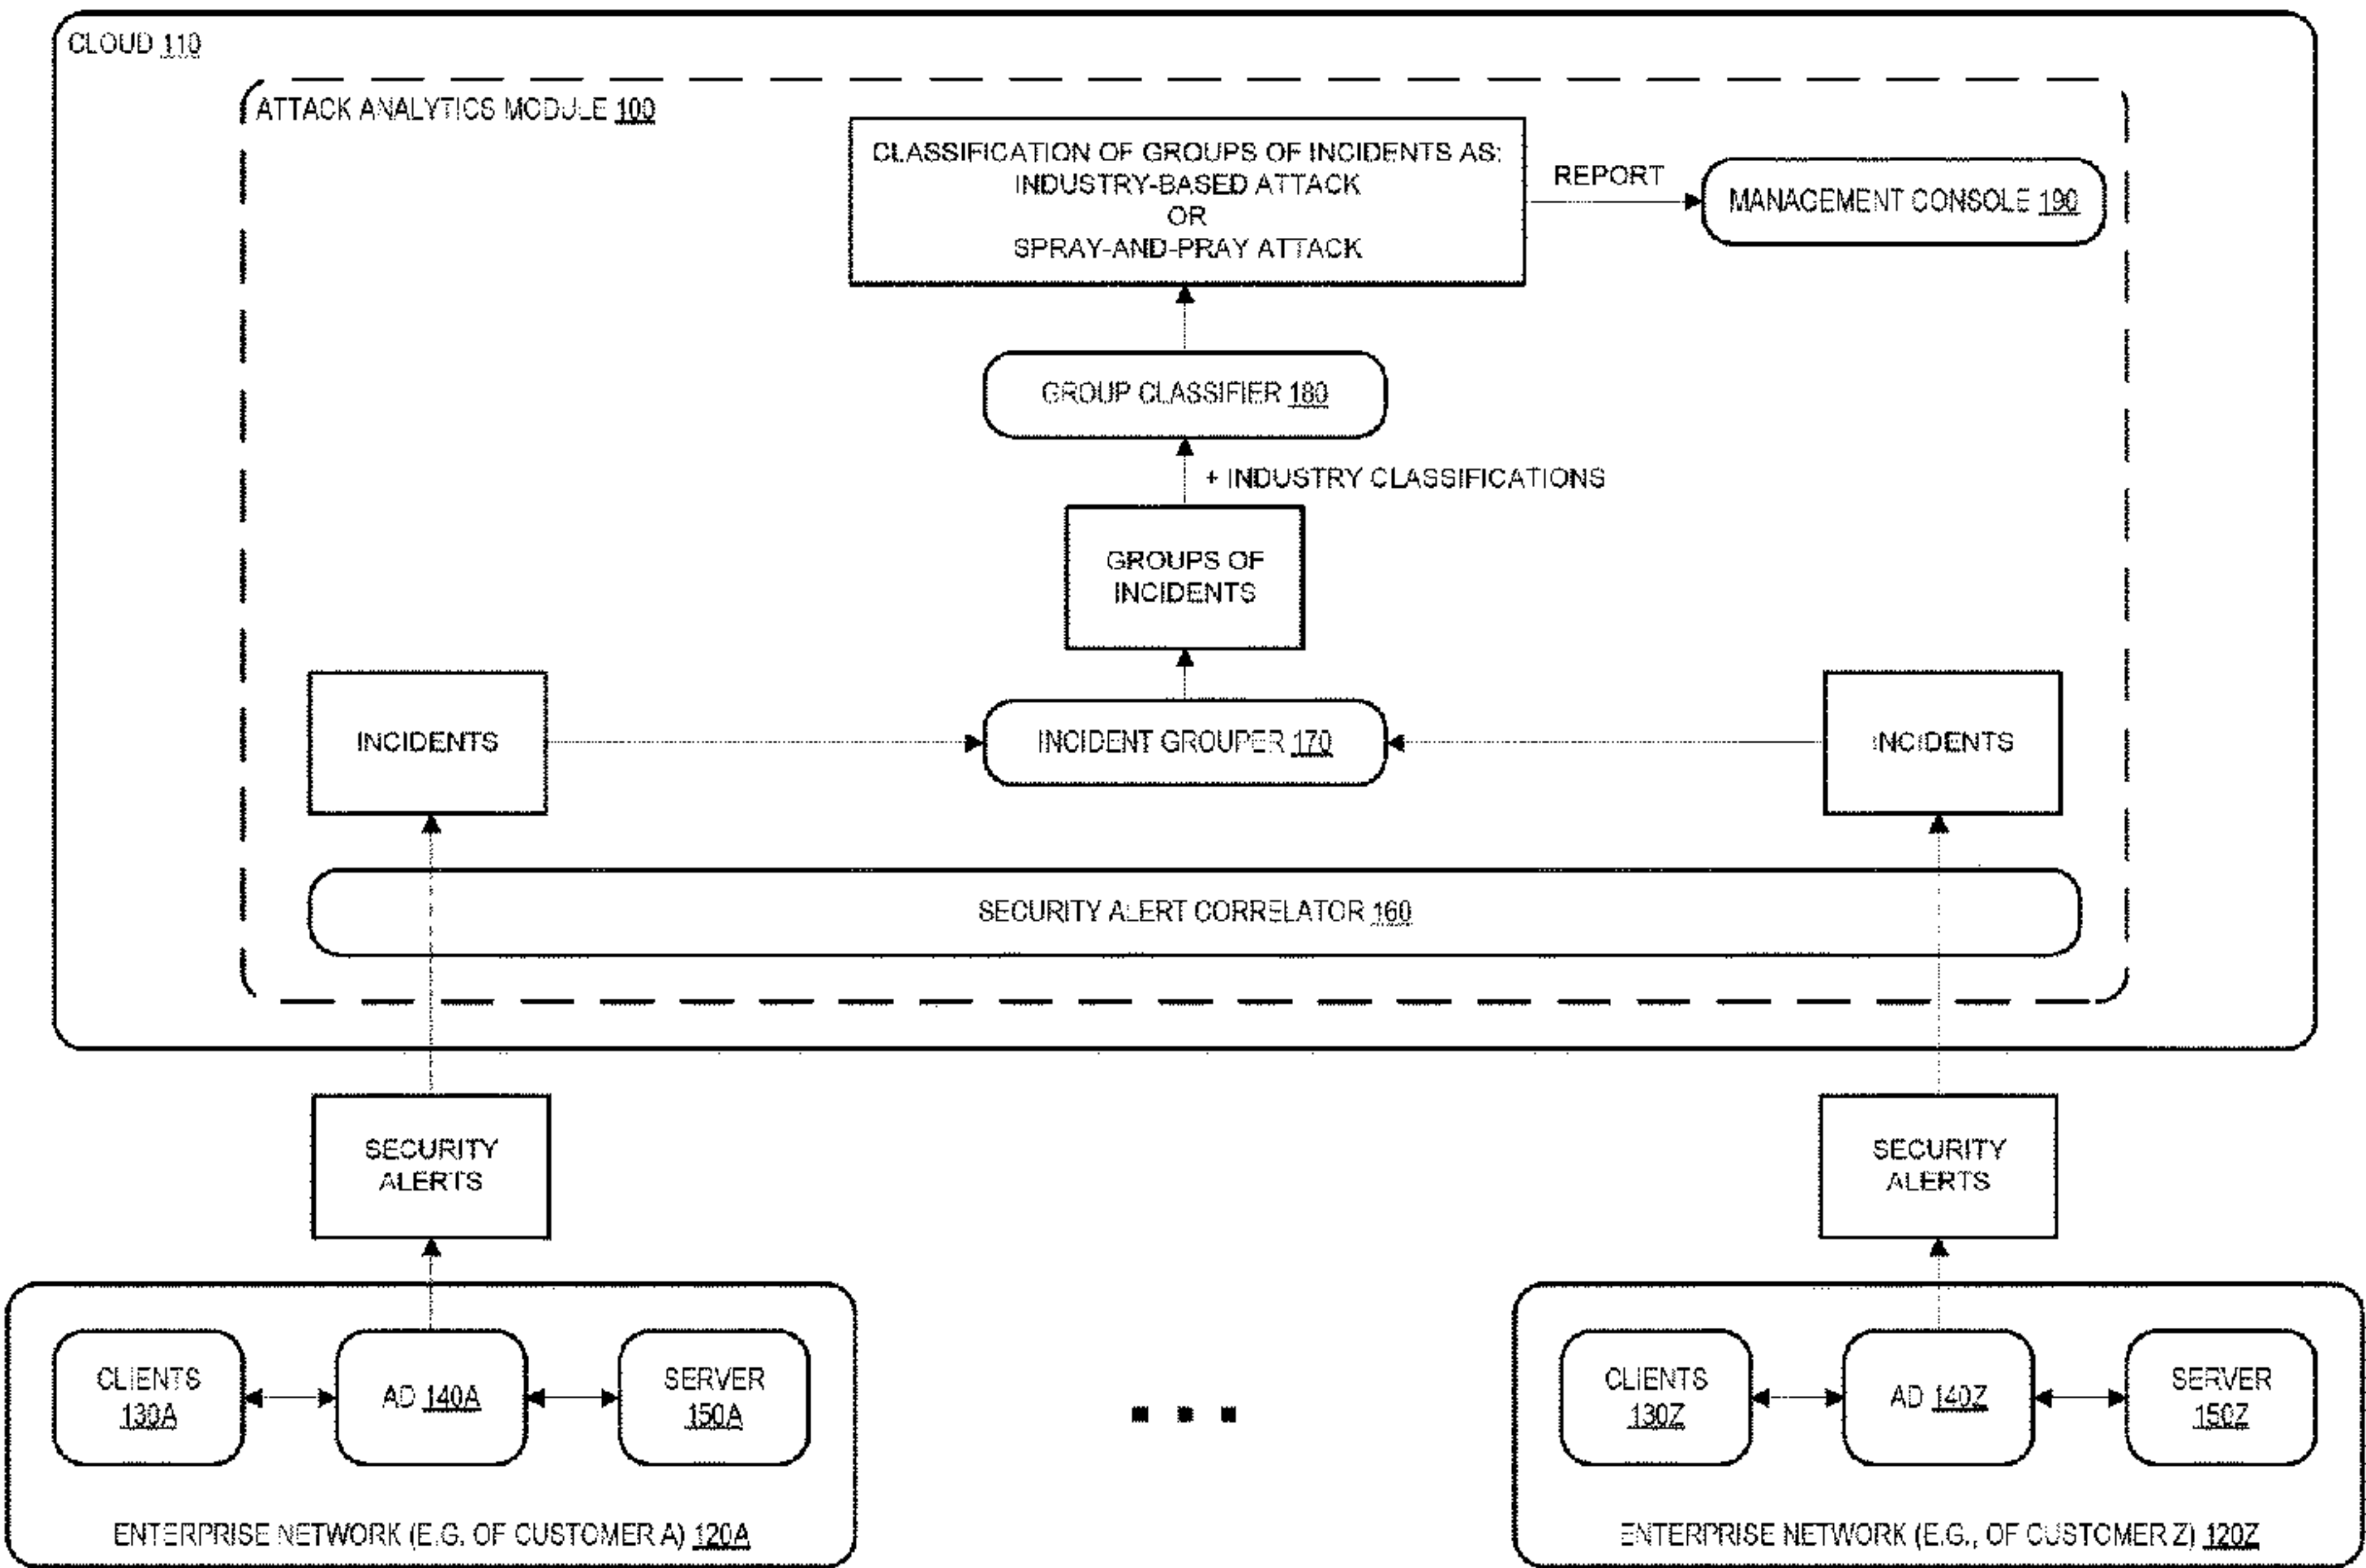 CLOUD 110
ATTACK ANALYTICS MODULE 100
CLASSIFICATION OF GROUPS OF INCIDENTS AS:
INDUSTRY-BASED ATTACK
OR
SPRAY-AND-PRAY ATTACK
REPORT
MANAGEMENT CONSOLE 190
GROUP CLASSIFIER 180
+ INDUSTRY CLASSIFICATIONS
GROUPS OF
INCIDENTS
INCIDENTS
INCIDENT GROUPER 170
INCIDENTS
SECURITY ALERT CORRELATOR 160
SECURITY
ALERTS
SECURITY
ALERTS
CLIENTS
130A
AD 140A
SERVER
150A
ENTERPRISE NETWORK (E.G. OF CUSTOMER A) 120A
CLIENTS
130Z
AD 140Z
SERVER
150Z
ENTERPRISE NETWORK (E.G., OF CUSTOMER Z) 120Z